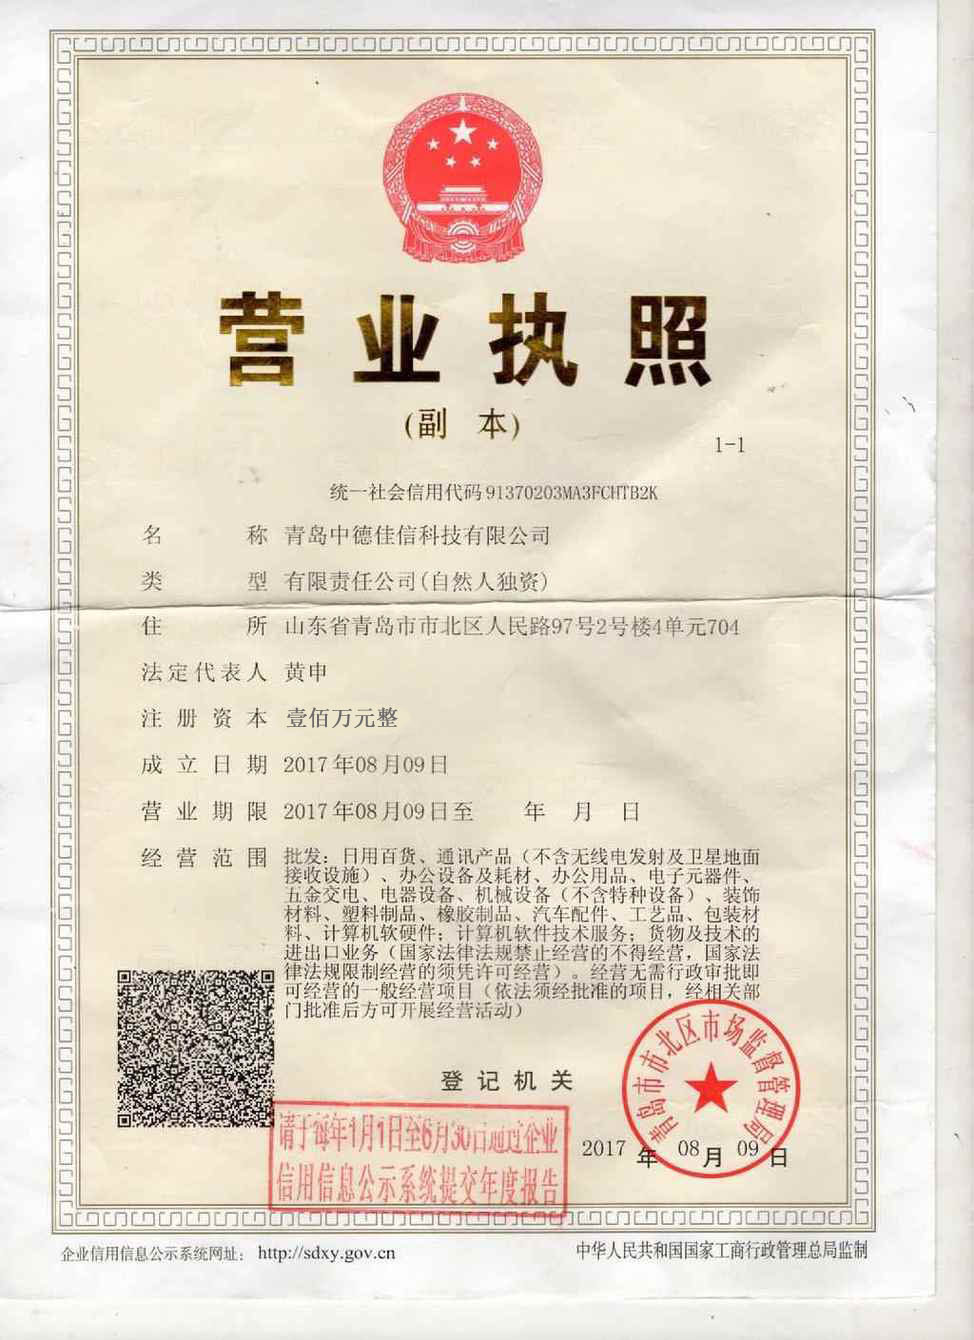 营业执照
(副 本)
1-1
统一社会信用代码 91370203MA3FCHTB2K
名 称 青岛中德佳信科技有限公司
类 型 有限责任公司(自然人独资)
住 所 山东省青岛市市北区人民路97号2号楼4单元704
法定代表人 黄申
注册资本 壹佰万元整
成立日期 2017年08月09日
营业期限 2017年08月09日至 年 月 日
经营范围 批发：日用百货、通讯产品（不含无线电发射及卫星地面
接收设施）、办公设备及耗材、办公用品、电子元器件、
五金交电、电器设备、机械设备（不含特种设备）、装饰
材料、塑料制品、橡胶制品、汽车配件、工艺品、包装材
料、计算机软硬件；计算机软件技术服务；货物及技术的
进出口业务（国家法律法规禁止经营的不得经营，国家法
律法规限制经营的须凭许可经营）。经营无需行政审批即
可经营的一般经营项目（依法须经批准的项目，经相关部
门批准后方可开展经营活动）
登记机关
青岛市市北区市场监督管理局
2017年08月09日
请于每年1月1日至6月30日通过企业
信用信息公示系统提交年度报告
企业信用信息公示系统网址： http://sdxy.gov.cn
中华人民共和国国家工商行政管理总局监制